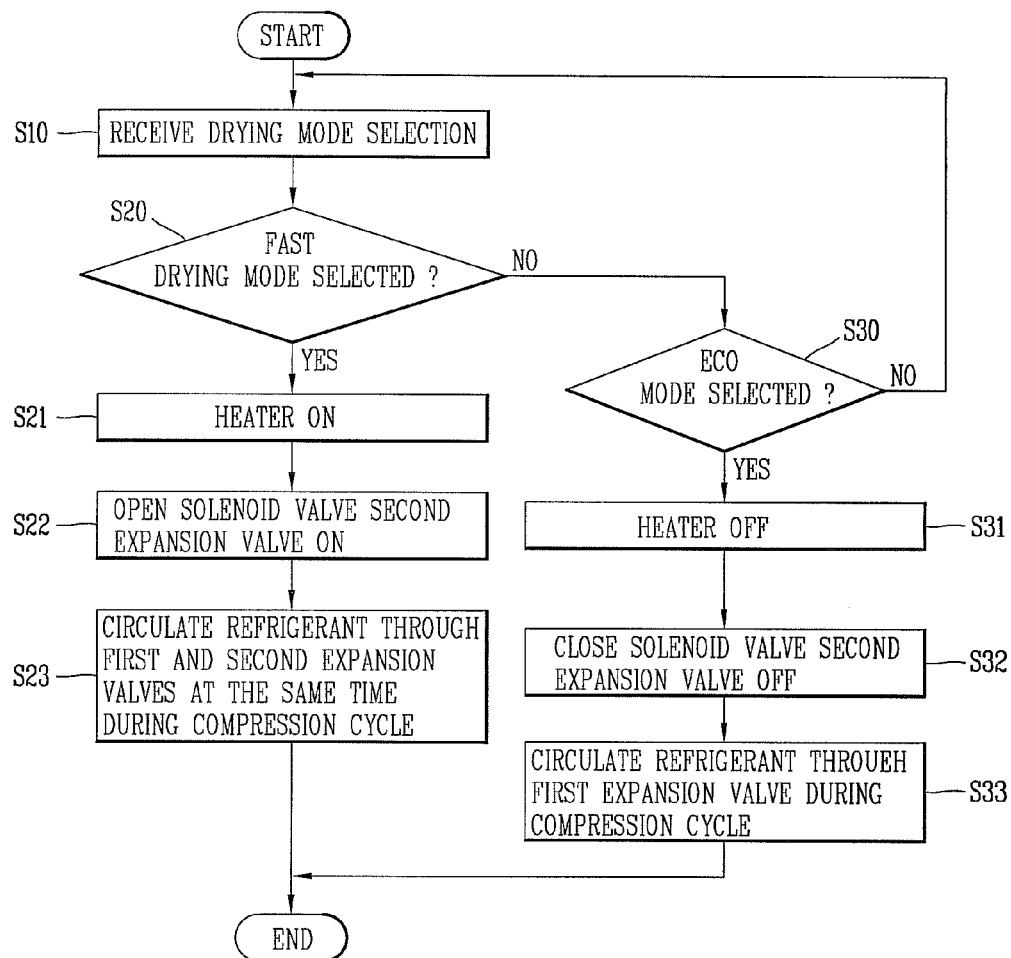 START
S10
RECEIVE DRYING MODE SELECTION
S20
FAST
DRYING MODE SELECTED ?
NO
YES
S30
ECO
MODE SELECTED ?
NO
YES
S21
HEATER ON
S22
OPEN SOLENOID VALVE SECOND
EXPANSION VALVE ON
S23
CIRCULATE REFRIGERANT THROUGH
FIRST AND SECOND EXPANSION
VALVES AT THE SAME TIME
DURING COMPRESSION CYCLE
HEATER OFF
S31
CLOSE SOLENOID VALVE SECOND
EXPANSION VALVE OFF
S32
CIRCULATE REFRIGERANT THROUEH
FIRST EXPANSION VALVE DURING
COMPRESSION CYCLE
S33
END